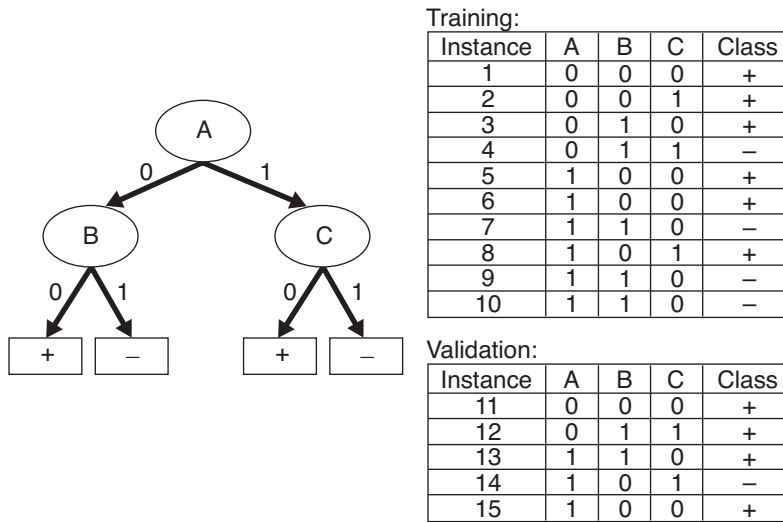 A
0 1
B C
0 1 0 1
+ – + –
Training:
Instance A B C Class
1 0 0 0 +
2 0 0 1 +
3 0 1 0 +
4 0 1 1 –
5 1 0 0 +
6 1 0 0 +
7 1 1 0 –
8 1 0 1 +
9 1 1 0 –
10 1 1 0 –
Validation:
Instance A B C Class
11 0 0 0 +
12 0 1 1 +
13 1 1 0 +
14 1 0 1 –
15 1 0 0 +